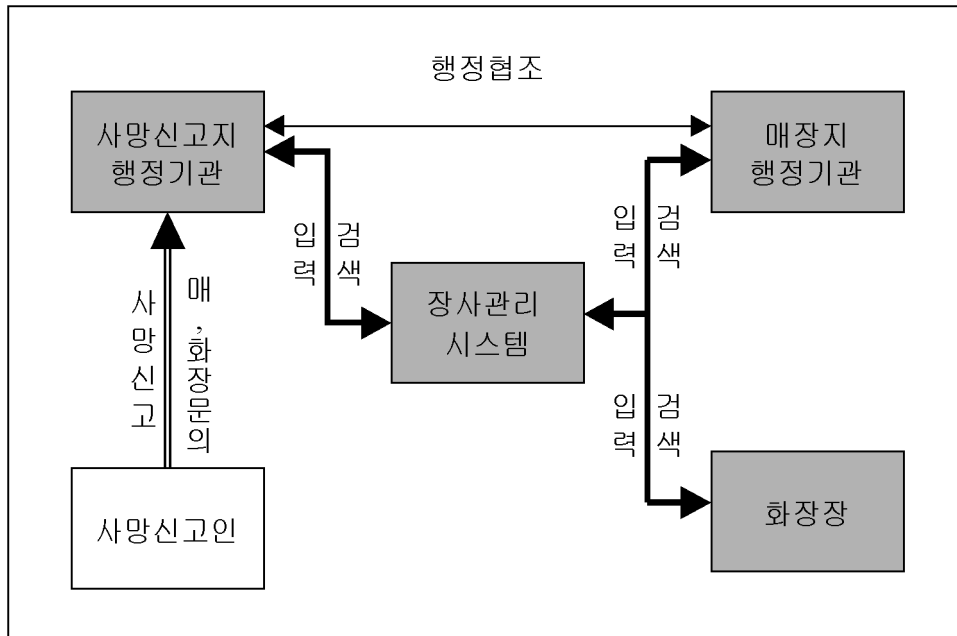 행정협조
사망신고지
행정기관
매장지
행정기관
입력
검색
입력
검색
장사관리
시스템
사망신고
매,화장문의
입력
검색
사망신고인
화장장